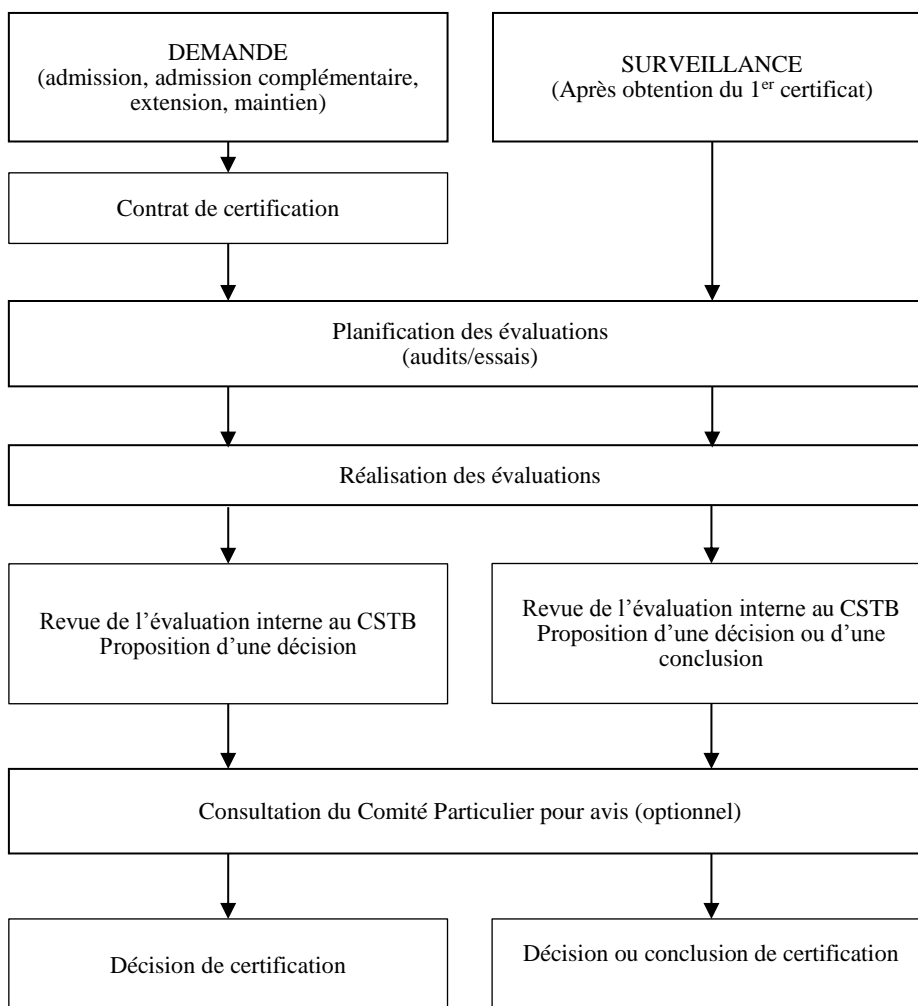 DEMANDE
(admission, admission complémentaire,
extension, maintien)
SURVEILLANCE
(Après obtention du 1er certificat)
Contrat de certification
Planification des évaluations
(audits/essais)
Réalisation des évaluations
Revue de l’évaluation interne au CSTB
Proposition d’une décision
Revue de l’évaluation interne au CSTB
Proposition d’une décision ou d’une
conclusion
Consultation du Comité Particulier pour avis (optionnel)
Décision de certification
Décision ou conclusion de certification